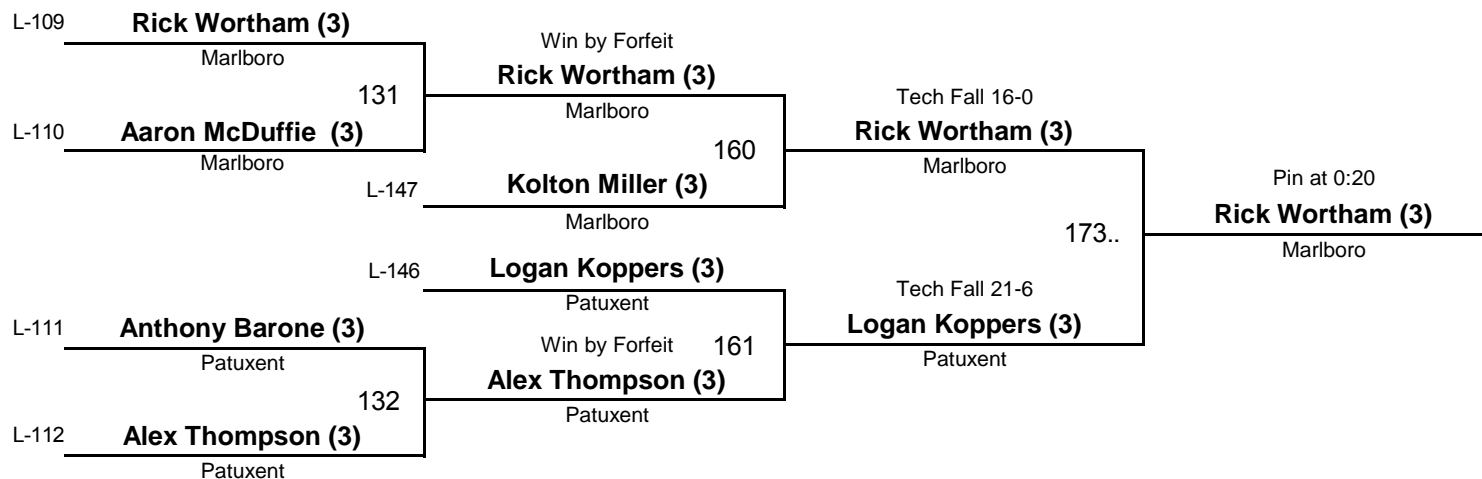 L-109 Rick Wortham (3)
Marlboro
Win by Forfeit
Rick Wortham (3)
131
Marlboro
Tech Fall 16-0
L-110 Aaron McDuffie (3)
Rick Wortham (3)
Marlboro
160
Marlboro
L-147 Kolton Miller (3)
Pin at 0:20
Marlboro
Rick Wortham (3)
173..
Marlboro
L-146 Logan Koppers (3)
Patuxent
Tech Fall 21-6
L-111 Anthony Barone (3)
Logan Koppers (3)
Patuxent
Win by Forfeit 161
Patuxent
Alex Thompson (3)
132
Patuxent
L-112 Alex Thompson (3)
Patuxent